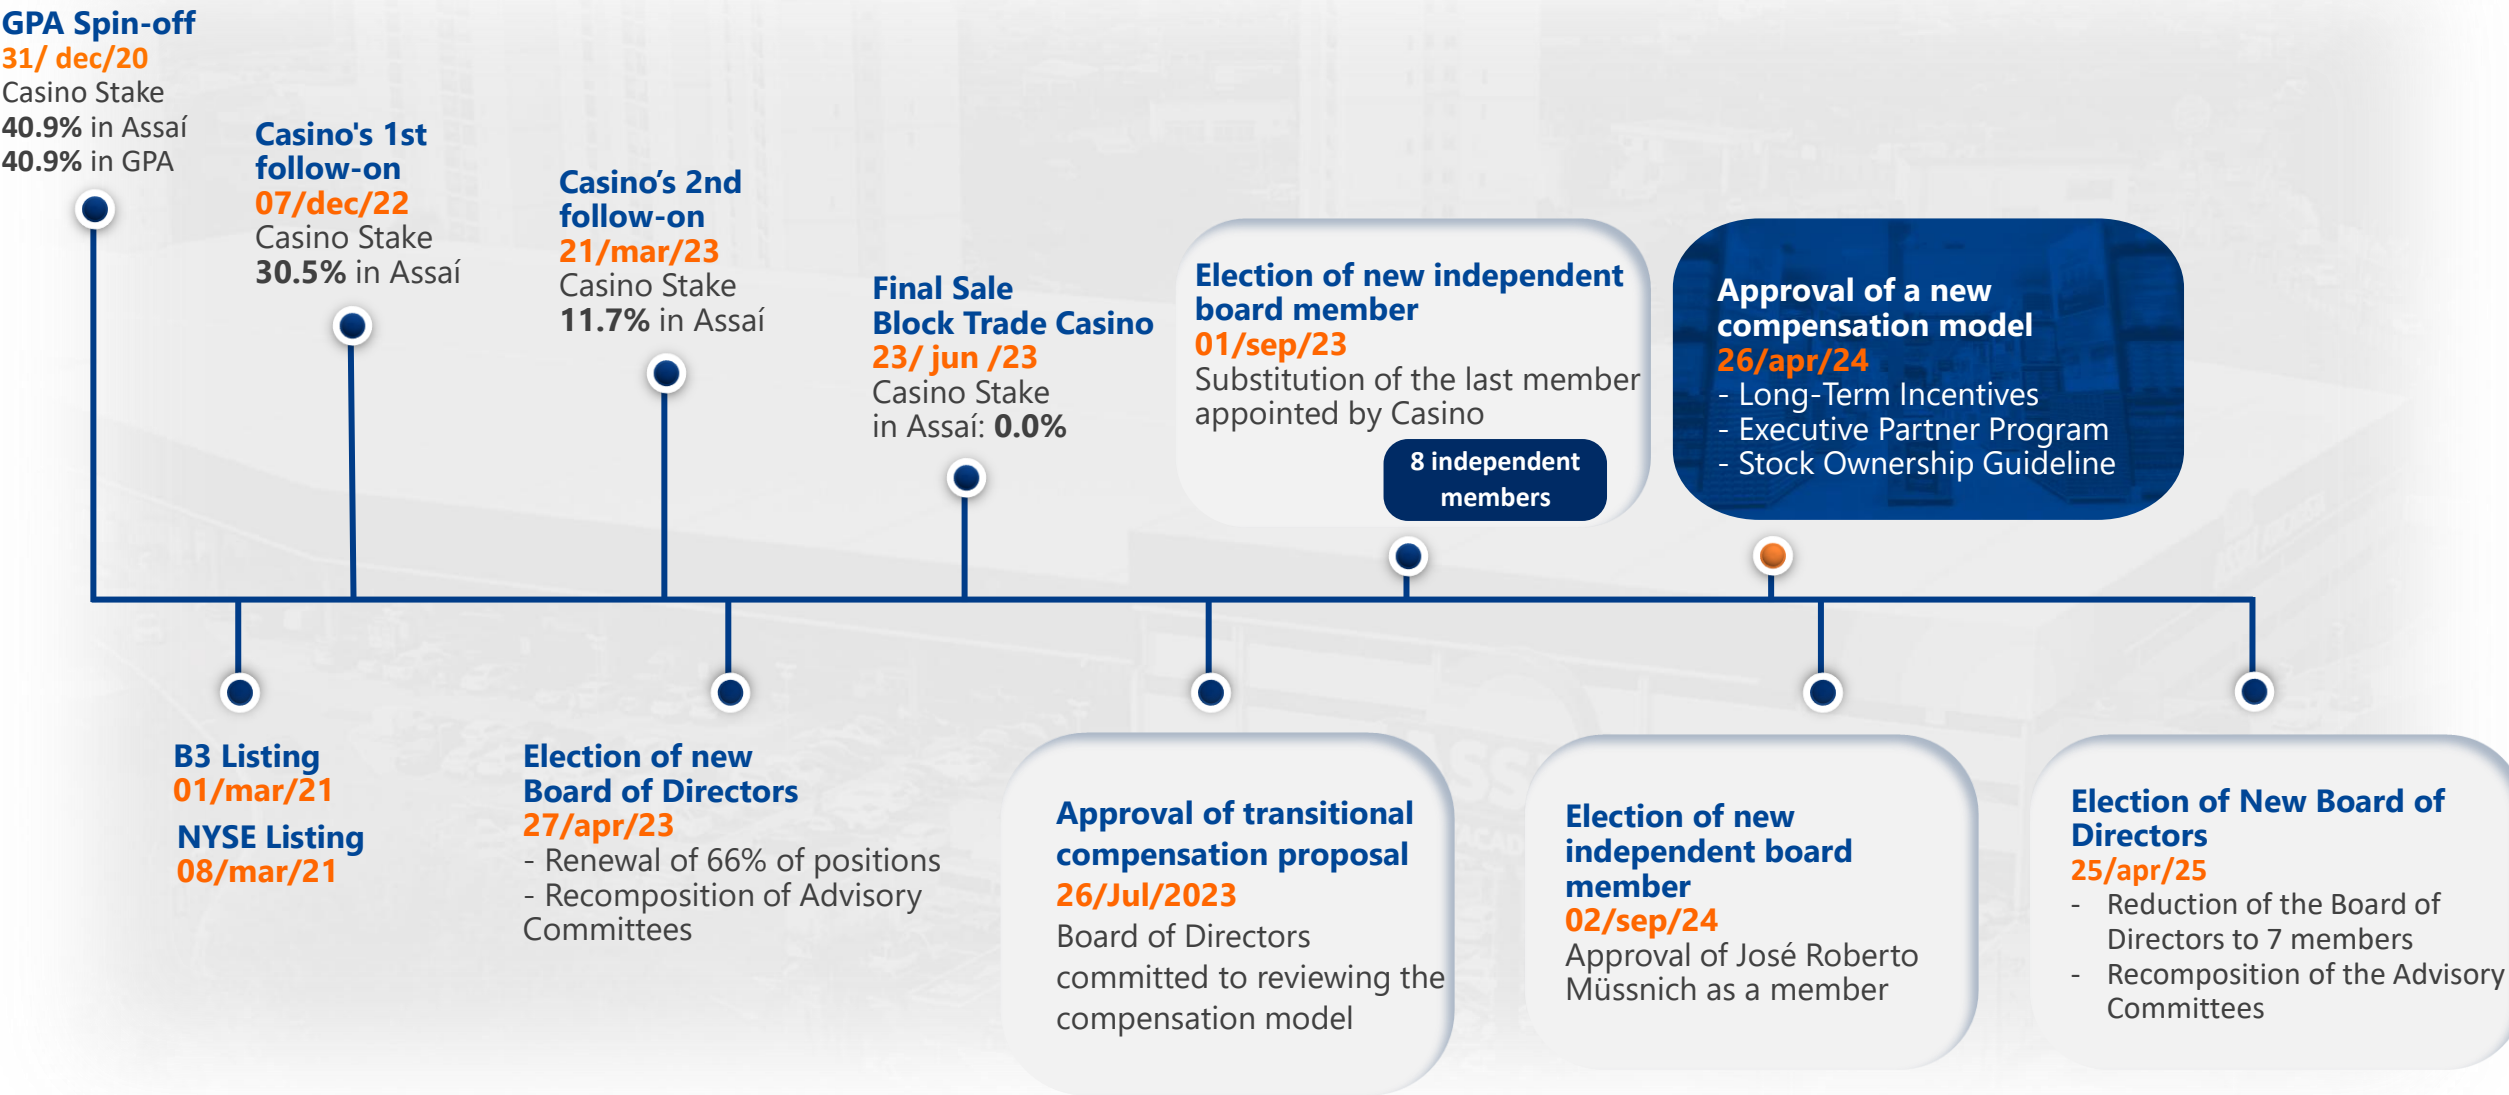 GPA Spin-off
31/ dec/20
Casino Stake
40.9% in Assaí
40.9% in GPA
Casino's 1st
follow-on
07/dec/22
Casino Stake
30.5% in Assaí
Casino’s 2nd
follow-on
21/mar/23
Casino Stake
11.7% in Assaí
Final Sale
Block Trade Casino
23/ jun /23
Casino Stake
in Assaí: 0.0%
Election of new independent
board member
01/sep/23
Substitution of the last member
appointed by Casino
8 independent
members
Approval of a new
compensation model
26/apr/24
- Long-Term Incentives
- Executive Partner Program
- Stock Ownership Guideline
B3 Listing
01/mar/21
NYSE Listing
08/mar/21
Election of new
Board of Directors
27/apr/23
- Renewal of 66% of positions
- Recomposition of Advisory
Committees
Approval of transitional
compensation proposal
26/Jul/2023
Board of Directors
committed to reviewing the
compensation model
Election of new
independent board
member
02/sep/24
Approval of José Roberto
Müssnich as a member
Election of New Board of
Directors
25/apr/25
- Reduction of the Board of
Directors to 7 members
- Recomposition of the Advisory
Committees